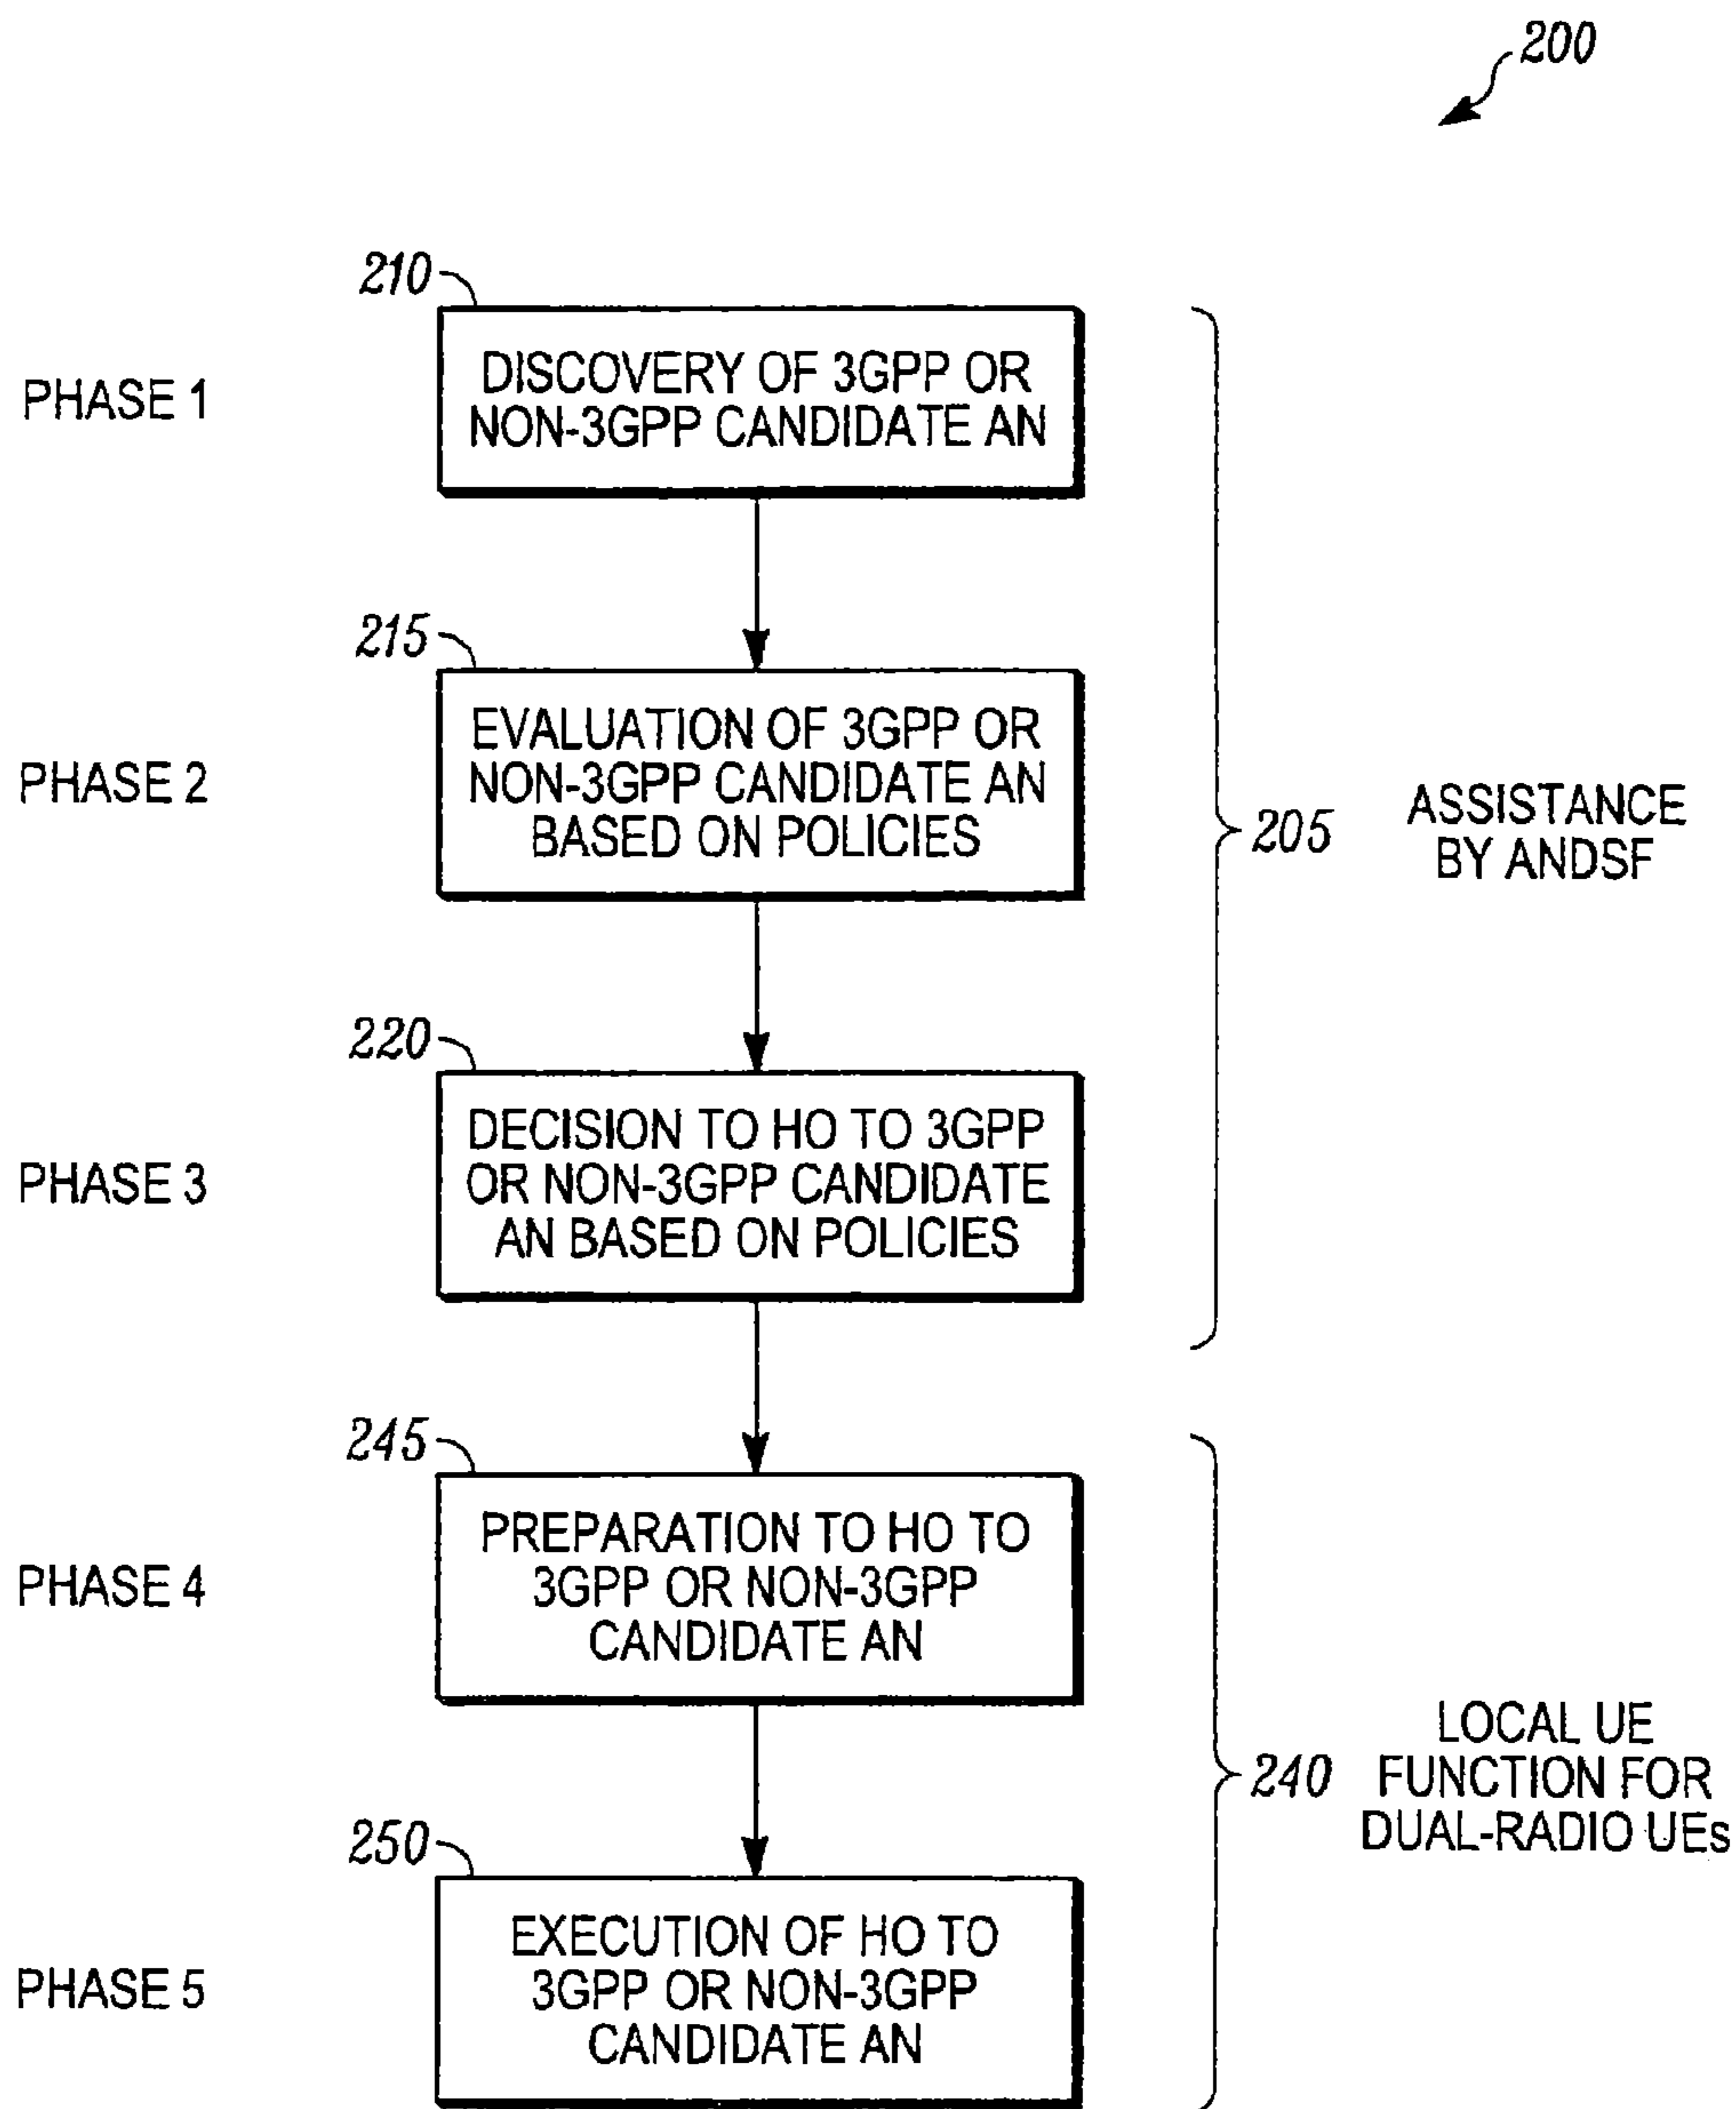 200
210
PHASE 1
DISCOVERY OF 3GPP OR
NON-3GPP CANDIDATE AN
215
PHASE 2
EVALUATION OF 3GPP OR
NON-3GPP CANDIDATE AN
BASED ON POLICIES
205
ASSISTANCE
BY ANDSF
220
PHASE 3
DECISION TO HO TO 3GPP
OR NON-3GPP CANDIDATE
AN BASED ON POLICIES
245
PHASE 4
PREPARATION TO HO TO
3GPP OR NON-3GPP
CANDIDATE AN
240
LOCAL UE
FUNCTION FOR
DUAL-RADIO UEs
250
PHASE 5
EXECUTION OF HO TO
3GPP OR NON-3GPP
CANDIDATE AN